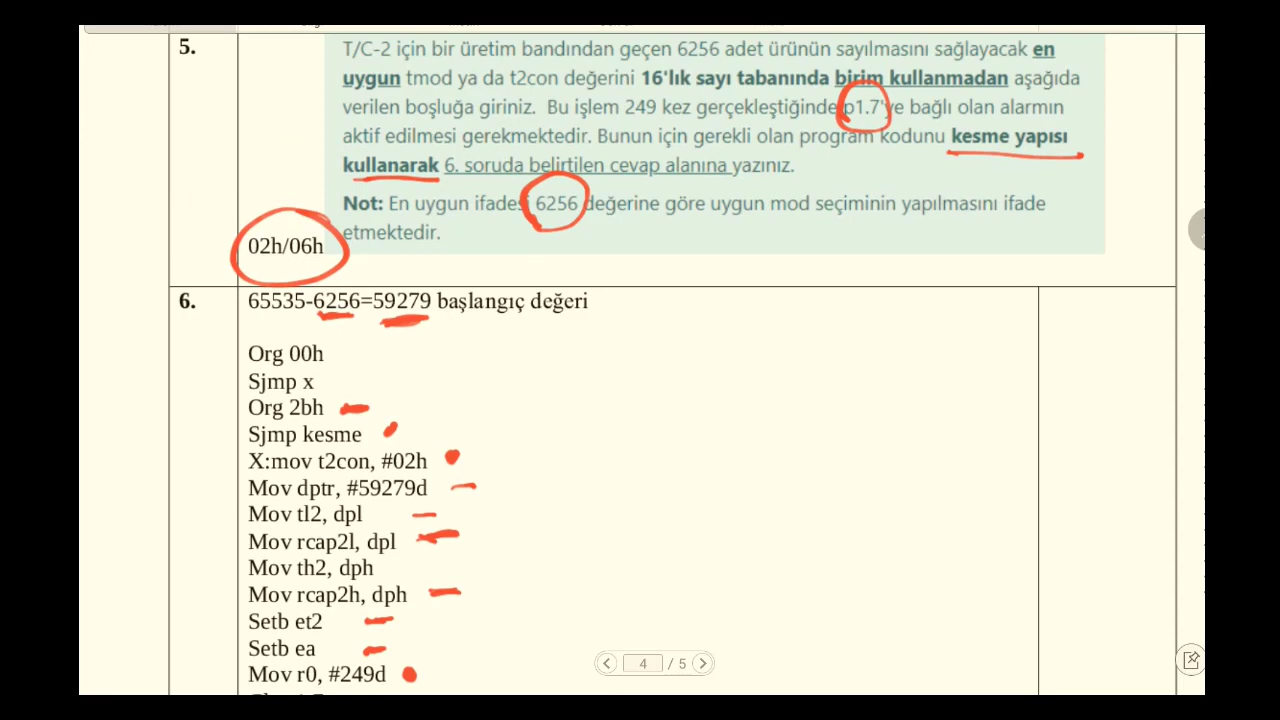 5.
T/C-2 için bir üretim bandından geçen 6256 adet ürünün sayılmasını sağlayacak en
uygun tmod ya da t2con değerini 16'lık sayı tabanında birim kullanmadan aşağıda
verilen boşluğa giriniz. Bu işlem 249 kez gerçekleştiğinde p1.7'ye bağlı olan alarmın
aktif edilmesi gerekmektedir. Bunun için gerekli olan program kodunu kesme yapısı
kullanarak 6. soruda belirtilen cevap alanına yazınız.
Not: En uygun ifadesi 6256 değerine göre uygun mod seçiminin yapılmasını ifade
etmektedir.
02h/06h
6.
65535-6256=59279 başlangıç değeri
Org 00h
Sjmp x
Org 2bh
Sjmp kesme
X:mov t2con, #02h
Mov dptr, #59279d
Mov tl2, dpl
Mov rcap2l, dpl
Mov th2, dph
Mov rcap2h, dph
Setb et2
Setb ea
Mov r0, #249d
4 / 5